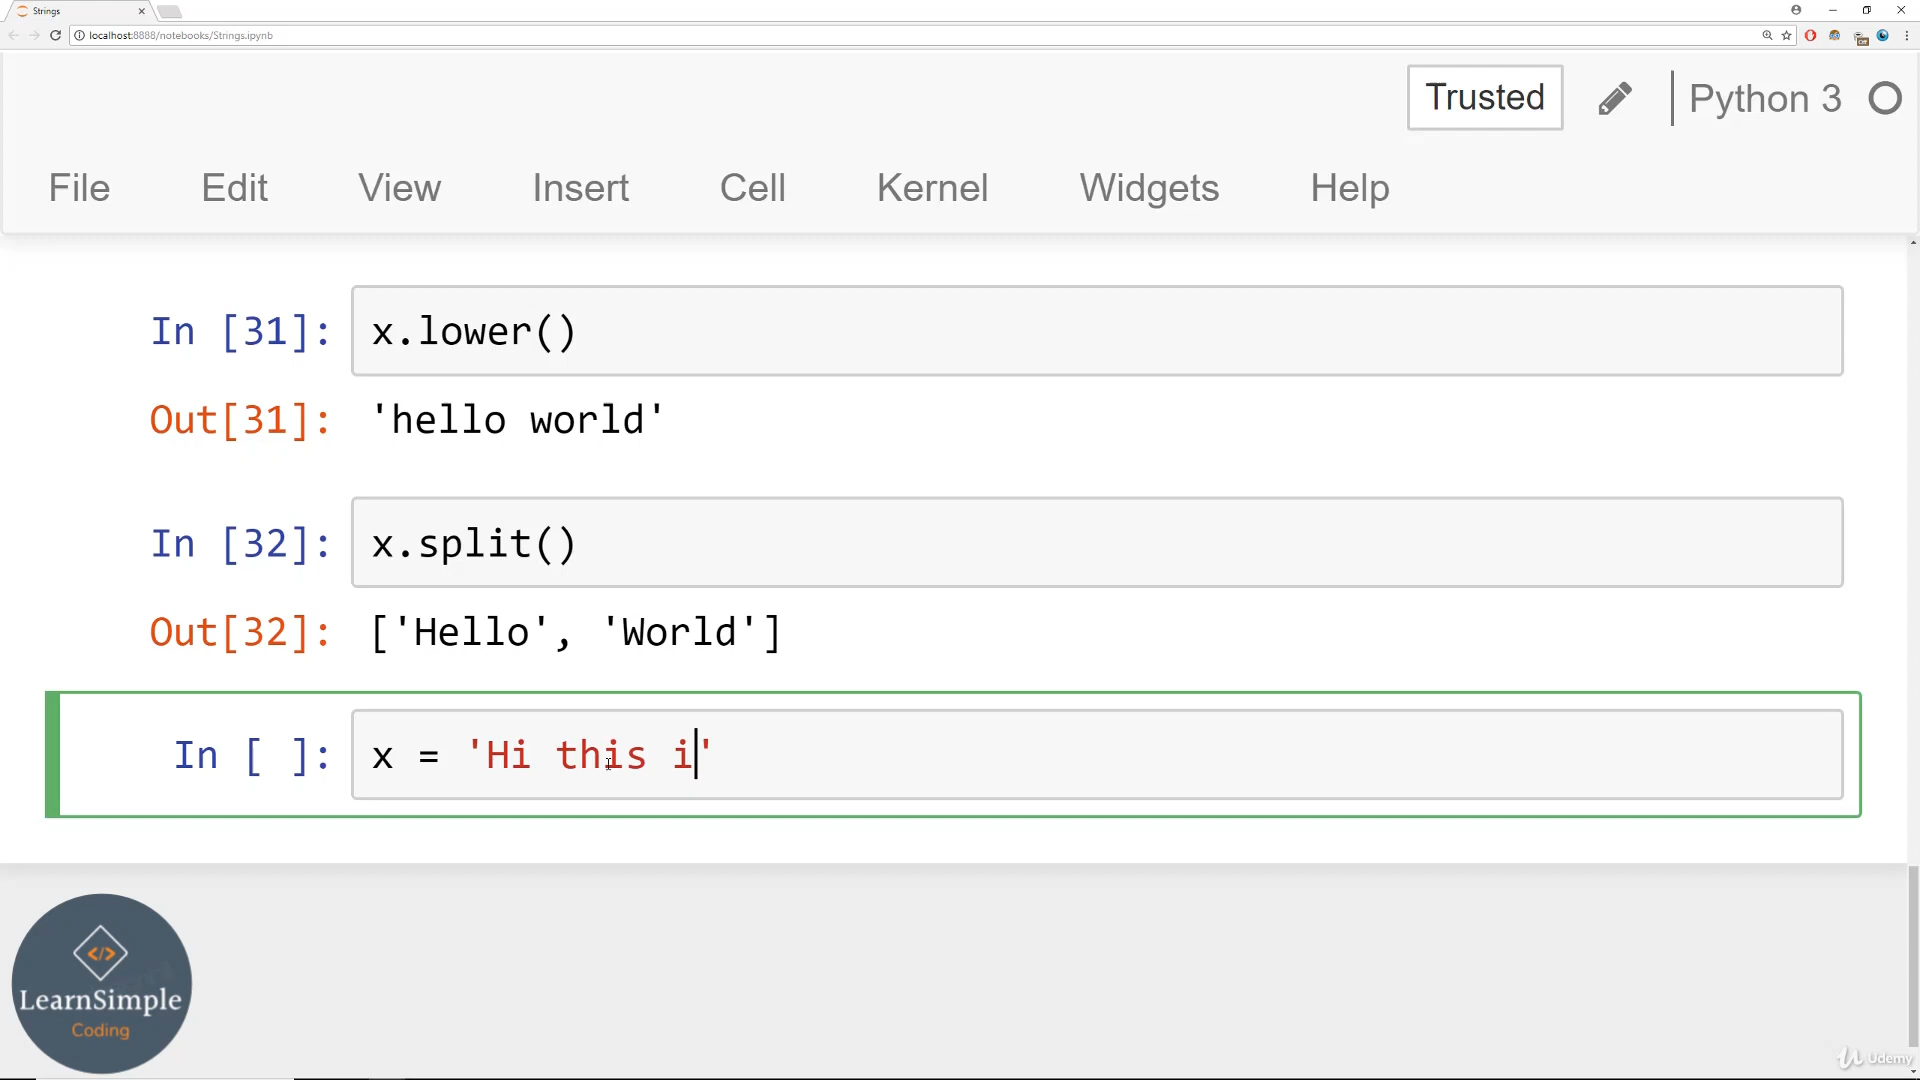 Strings
localhost:8888/notebooks/Strings.ipynb
Off
Trusted
Python 3
File Edit View Insert Cell Kernel Widgets Help
In [31]: x.lower()
Out[31]: 'hello world'
In [32]: x.split()
Out[32]: ['Hello', 'World']
In [ ]: x = 'Hi this i'
</>
LearnSimple
Coding
Udemy